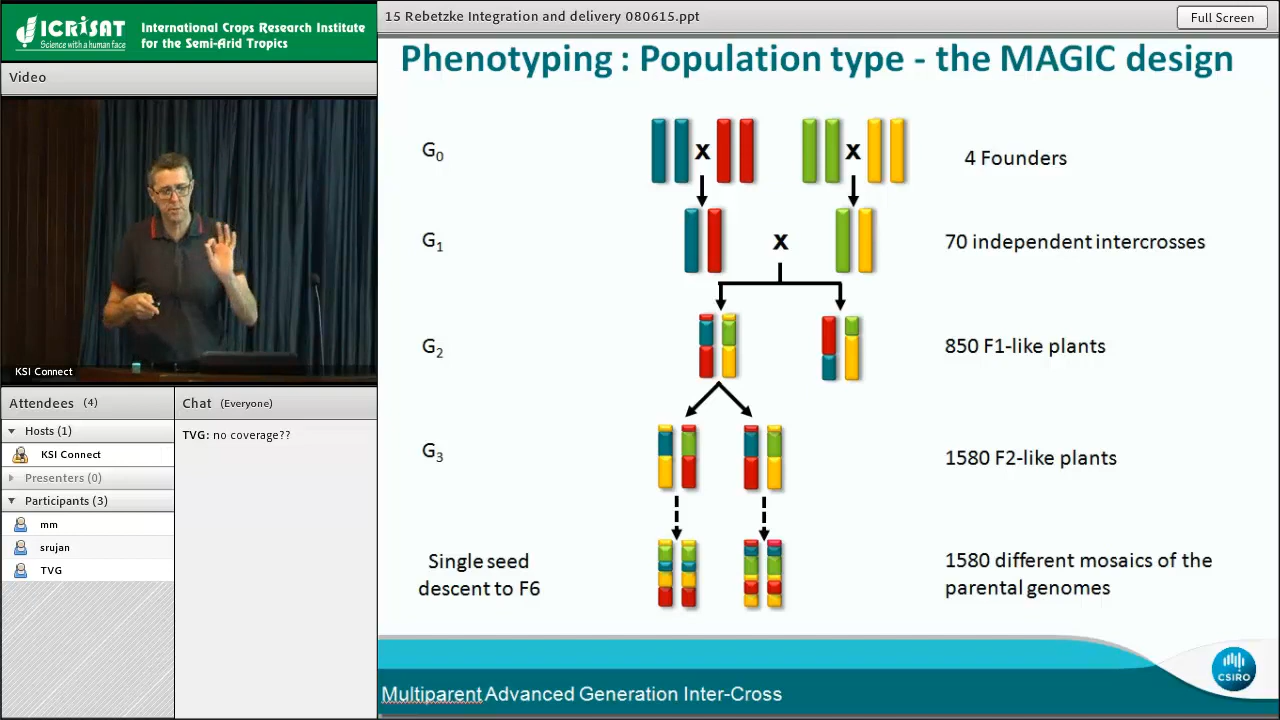 ICRISAT
Science with a human face
International Crops Research Institute
for the Semi-Arid Tropics
Video
KSI Connect
Attendees (4)
Hosts (1)
KSI Connect
Presenters (0)
Participants (3)
mm
srujan
TVG
Chat (Everyone)
TVG: no coverage??
15 Rebetzke Integration and delivery 080615.ppt
Full Screen
Phenotyping : Population type - the MAGIC design
G0
x
x
4 Founders
G1
x
70 independent intercrosses
G2
850 F1-like plants
G3
1580 F2-like plants
Single seed
descent to F6
1580 different mosaics of the
parental genomes
Multiparent Advanced Generation Inter-Cross
CSIRO